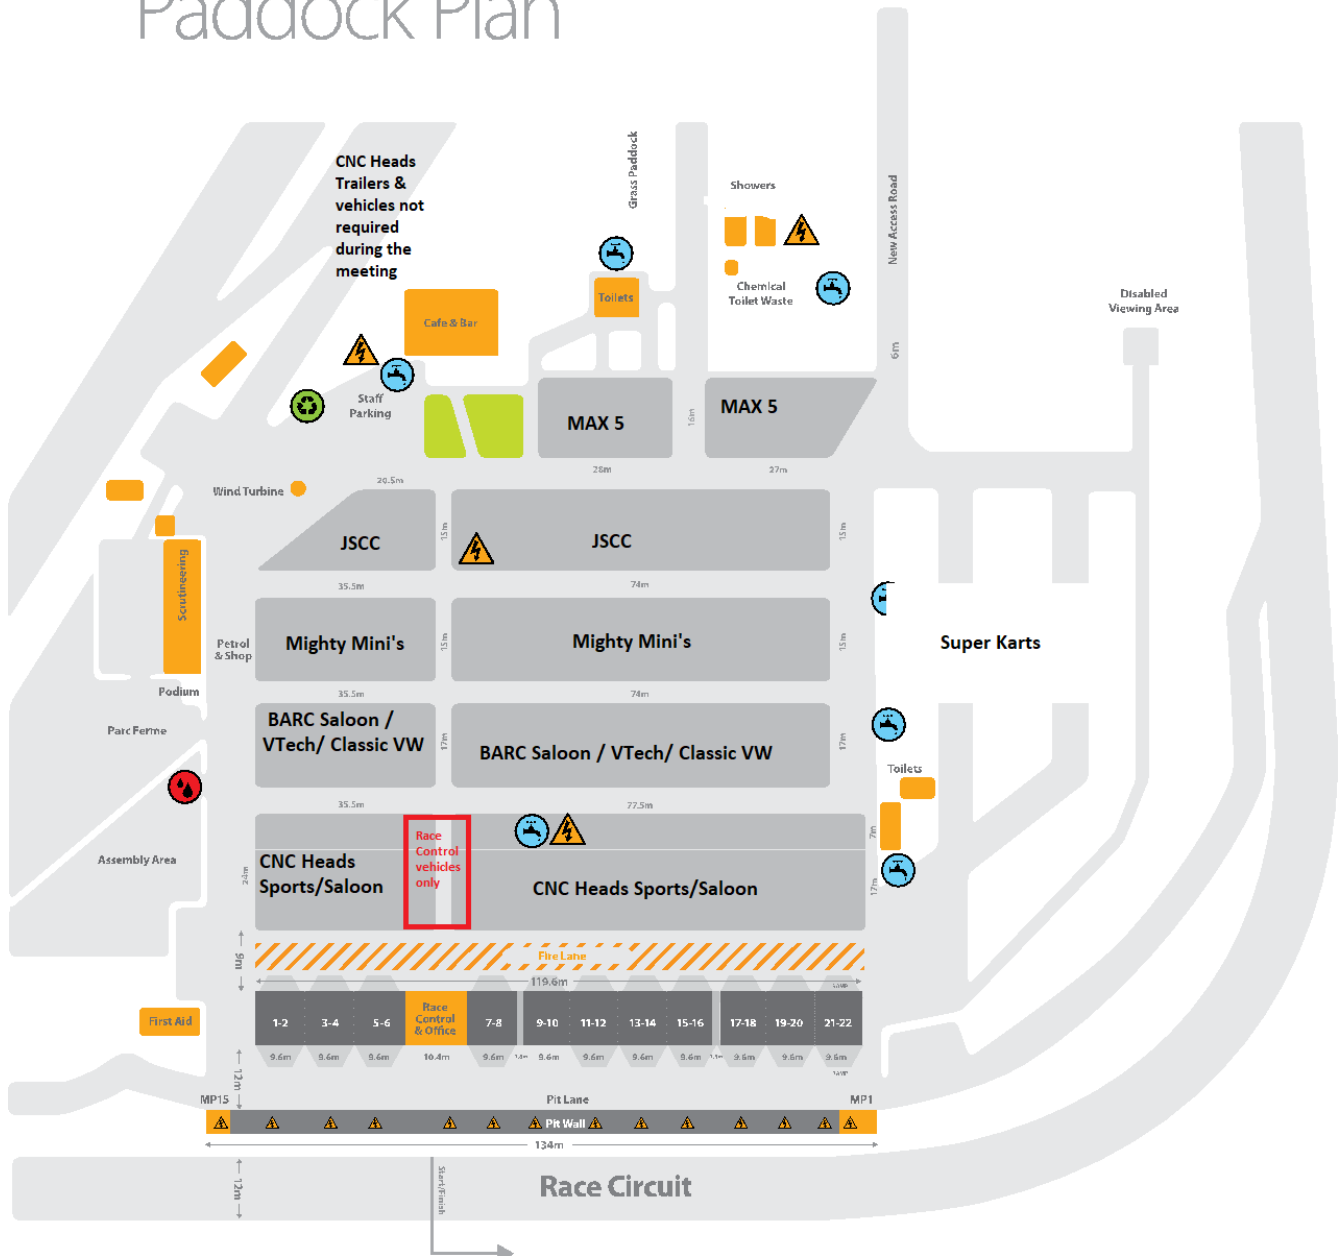 Paddock Plan
CNC Heads
Trailers &
vehicles not
required
during the
meeting
Grass Paddock
Showers
New Access Road
Chemical
Toilet Waste
Toilets
Disabled
Viewing Area
Cafe & Bar
6m
Staff
Parking
MAX 5
16m
MAX 5
28m
27m
20.5m
Wind Turbine
JSCC
15m
JSCC
15m
35.5m
74m
Scrutineering
Petrol
& Shop
Mighty Mini's
15m
Mighty Mini's
15m
Super Karts
Podium
35.5m
74m
Parc Ferme
BARC Saloon /
VTech/ Classic VW
17m
BARC Saloon / VTech/ Classic VW
17m
Toilets
35.5m
77.5m
Assembly Area
24m
CNC Heads
Sports/Saloon
Race
Control
vehicles
only
CNC Heads Sports/Saloon
7m
17m
9m
Fire Lane
119.6m
First Aid
1-2
3-4
5-6
Race
Control
& Office
7-8
9-10
11-12
13-14
15-16
17-18
19-20
21-22
9.6m
9.6m
9.6m
10.4m
9.6m
9.6m
9.6m
9.6m
9.6m
9.6m
9.6m
9.6m
12m
MP15
Pit Lane
MP1
Pit Wall
134m
12m
Start/Finish
Race Circuit